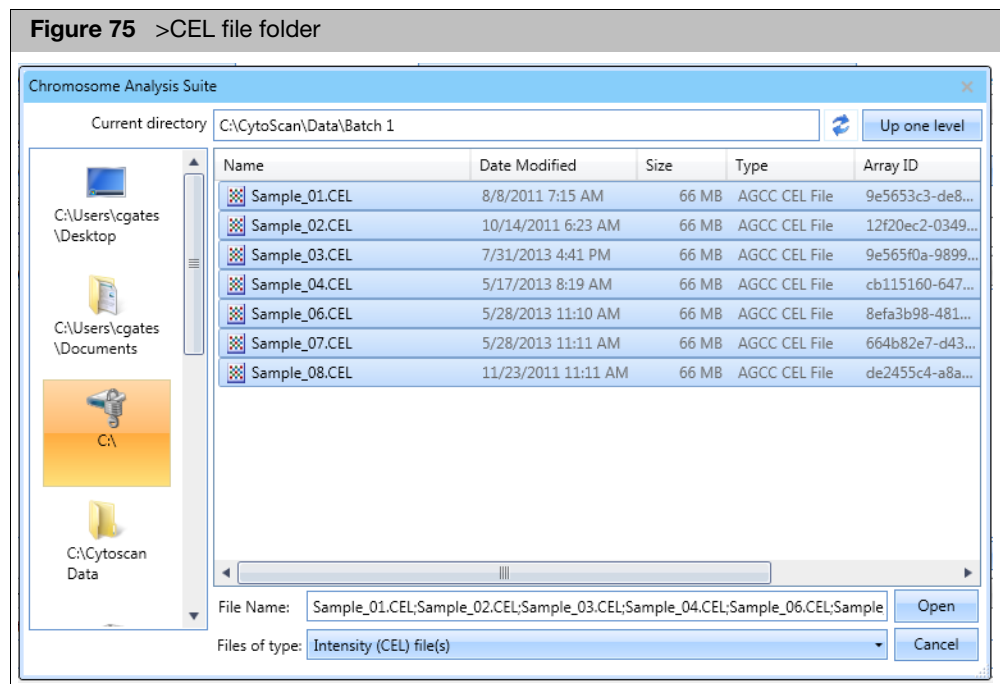 Figure 75 >CEL file folder
Chromosome Analysis Suite
Current directory C:\CytoScan\Data\Batch 1 Up one level
C:\Users\cgates
\Desktop
C:\Users\cgates
\Documents
C:\
C:\Cytoscan
Data
Name Date Modified Size Type Array ID
Sample_01.CEL 8/8/2011 7:15 AM 66 MB AGCC CEL File 9e5653c3-de8...
Sample_02.CEL 10/14/2011 6:23 AM 66 MB AGCC CEL File 12f20ec2-0349...
Sample_03.CEL 7/31/2013 4:41 PM 66 MB AGCC CEL File 9e565f0a-9899...
Sample_04.CEL 5/17/2013 8:19 AM 66 MB AGCC CEL File cb115160-647...
Sample_06.CEL 5/28/2013 11:10 AM 66 MB AGCC CEL File 8efa3b98-481...
Sample_07.CEL 5/28/2013 11:11 AM 66 MB AGCC CEL File 664b82e7-d43...
Sample_08.CEL 11/23/2011 11:11 AM 66 MB AGCC CEL File de2455c4-a8a...
File Name: Sample_01.CEL;Sample_02.CEL;Sample_03.CEL;Sample_04.CEL;Sample_06.CEL;Sample Open
Files of type: Intensity (CEL) file(s) Cancel